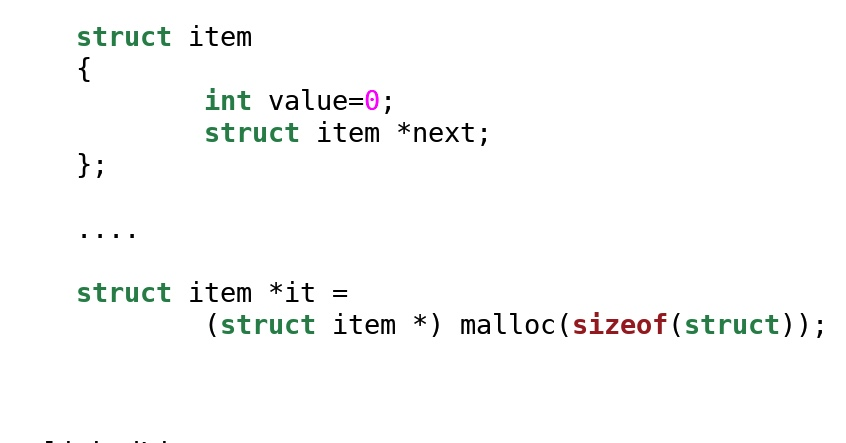 struct item
{
int value=0;
struct item *next;
};
....
struct item *it =
(struct item *) malloc(sizeof(struct));